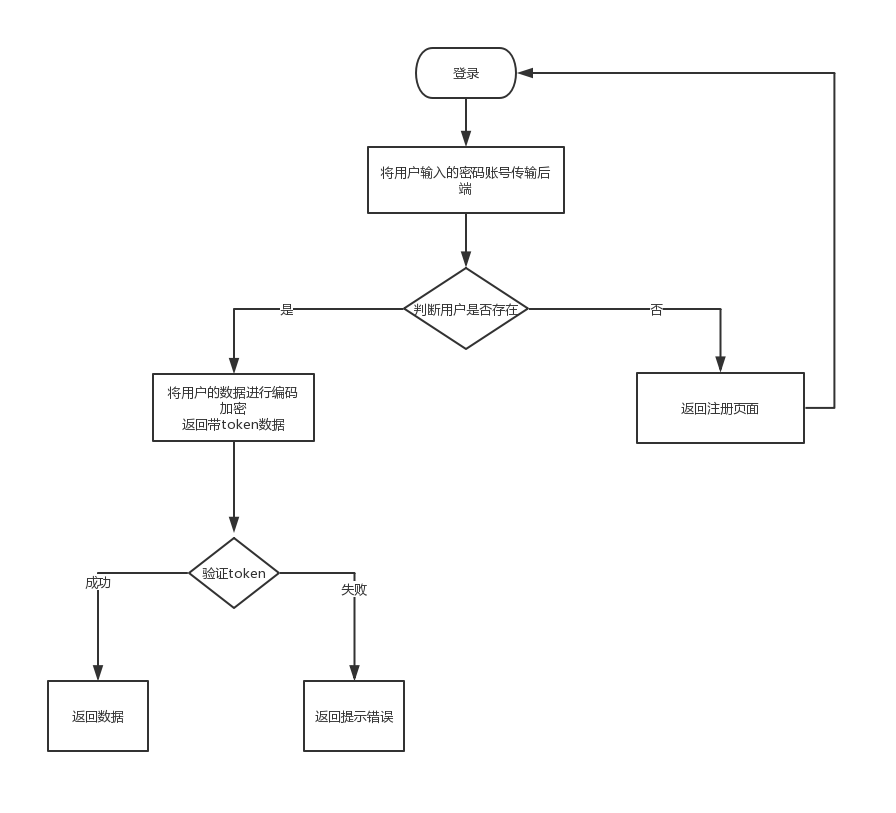 登录
将用户输入的密码账号传输后
端
判断用户是否存在
是
否
将用户的数据进行编码
加密
返回带token数据
返回注册页面
验证token
成功
失败
返回数据
返回提示错误